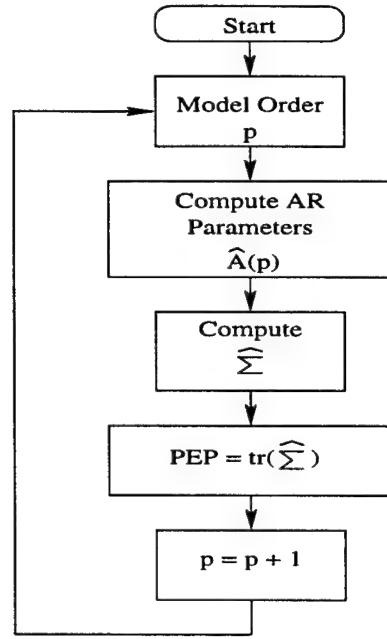 Start
Model Order
p
Compute AR
Parameters
Â(p)
Compute
Σ̂
PEP = tr(Σ̂)
p = p + 1